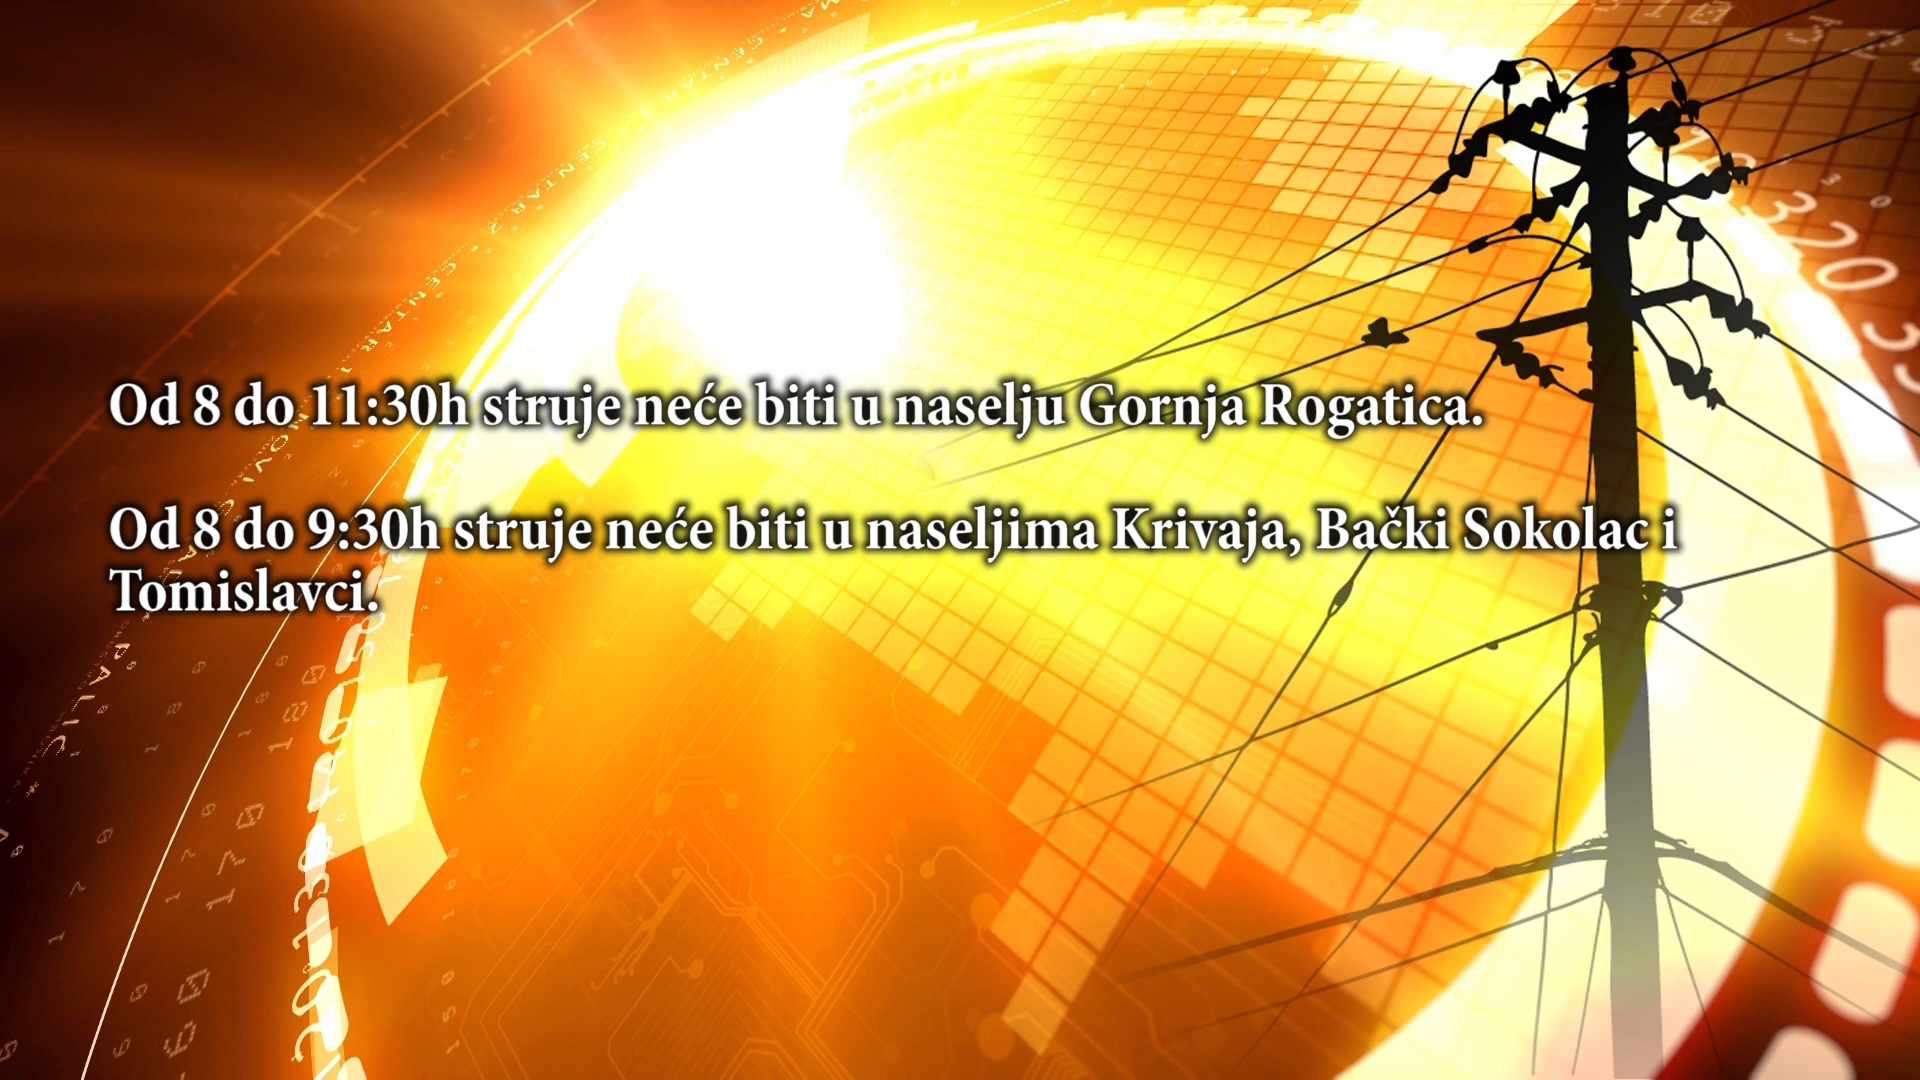 Od 8 do 11:30h struje neće biti u naselju Gornja Rogatica.
Od 8 do 9:30h struje neće biti u naseljima Krivaja, Bački Sokolac i
Tomislavci.